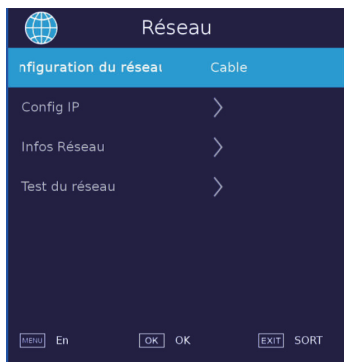 Réseau
nfiguration du réseau Cable
Config IP
Infos Réseau
Test du réseau
MENU En OK OK EXIT SORT